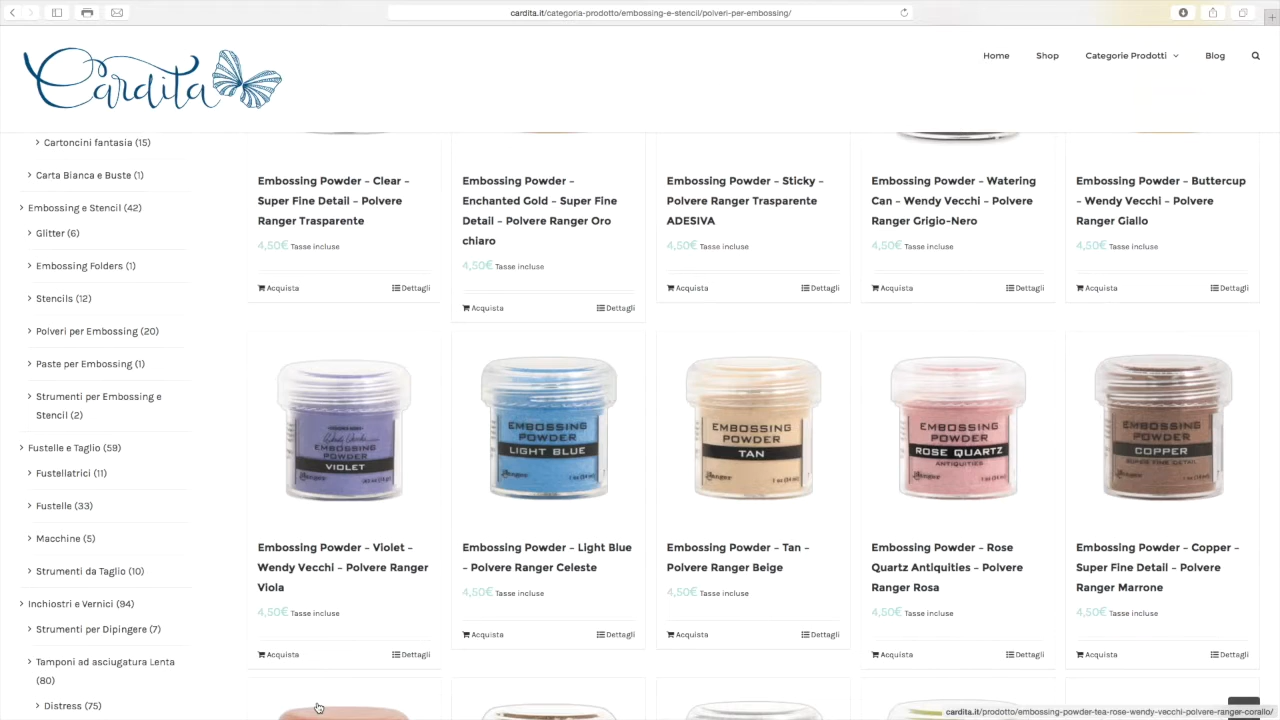 cardita.it/categoria-prodotto/embossing-e-stencil/polveri-per-embossing/
Cardita
Home
Shop
Categorie Prodotti
Blog
Cartoncini fantasia (15)
Carta Bianca e Buste (1)
Embossing e Stencil (42)
Glitter (6)
Embossing Folders (1)
Stencils (12)
Polveri per Embossing (20)
Paste per Embossing (1)
Strumenti per Embossing e
Stencil (2)
Fustelle e Taglio (59)
Fustellatrici (11)
Fustelle (33)
Macchine (5)
Strumenti da Taglio (10)
Inchiostri e Vernici (94)
Strumenti per Dipingere (7)
Tamponi ad asciugatura Lenta
(80)
Distress (75)
Embossing Powder – Clear –
Super Fine Detail – Polvere
Ranger Trasparente
4,50€ Tasse incluse
Acquista
Dettagli
Embossing Powder –
Enchanted Gold – Super Fine
Detail – Polvere Ranger Oro
chiaro
4,50€ Tasse incluse
Acquista
Dettagli
Embossing Powder – Sticky –
Polvere Ranger Trasparente
ADESIVA
4,50€ Tasse incluse
Acquista
Dettagli
Embossing Powder – Watering
Can – Wendy Vecchi – Polvere
Ranger Grigio-Nero
4,50€ Tasse incluse
Acquista
Dettagli
Embossing Powder – Buttercup
– Wendy Vecchi – Polvere
Ranger Giallo
4,50€ Tasse incluse
Acquista
Dettagli
EMBOSSING
POWDER
VIOLET
Embossing Powder – Violet –
Wendy Vecchi – Polvere Ranger
Viola
4,50€ Tasse incluse
Acquista
Dettagli
EMBOSSING
POWDER
LIGHT BLUE
Ranger
Embossing Powder – Light Blue
– Polvere Ranger Celeste
4,50€ Tasse incluse
Acquista
Dettagli
EMBOSSING
POWDER
TAN
Ranger
Embossing Powder – Tan –
Polvere Ranger Beige
4,50€ Tasse incluse
Acquista
Dettagli
EMBOSSING
POWDER
ROSE QUARTZ
ANTIQUITIES
Ranger
Embossing Powder – Rose
Quartz Antiquities – Polvere
Ranger Rosa
4,50€ Tasse incluse
Acquista
Dettagli
EMBOSSING
POWDER
COPPER
SUPER FINE DETAIL
Ranger
Embossing Powder – Copper –
Super Fine Detail – Polvere
Ranger Marrone
4,50€ Tasse incluse
Acquista
Dettagli
cardita.it/prodotto/embossing-powder-tea-rose-wendy-vecchi-polvere-ranger-corallo/